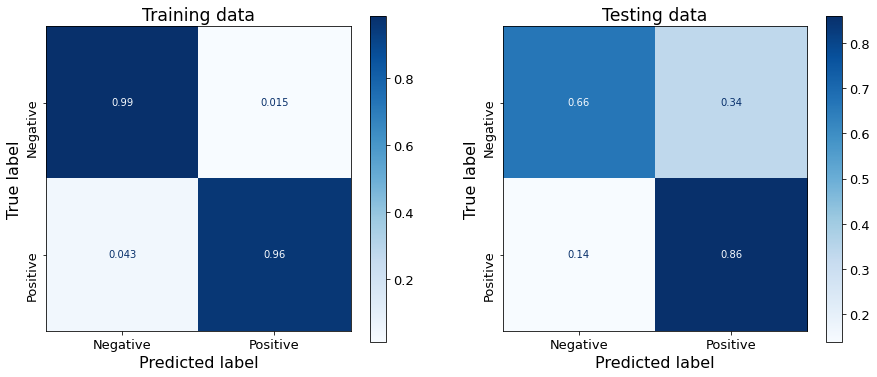 Training data
True label
Negative
Positive
0.99
0.015
0.043
0.96
Negative
Positive
Predicted label
0.8
0.6
0.4
0.2
Testing data
True label
Negative
Positive
0.66
0.34
0.14
0.86
Negative
Positive
Predicted label
0.8
0.7
0.6
0.5
0.4
0.3
0.2